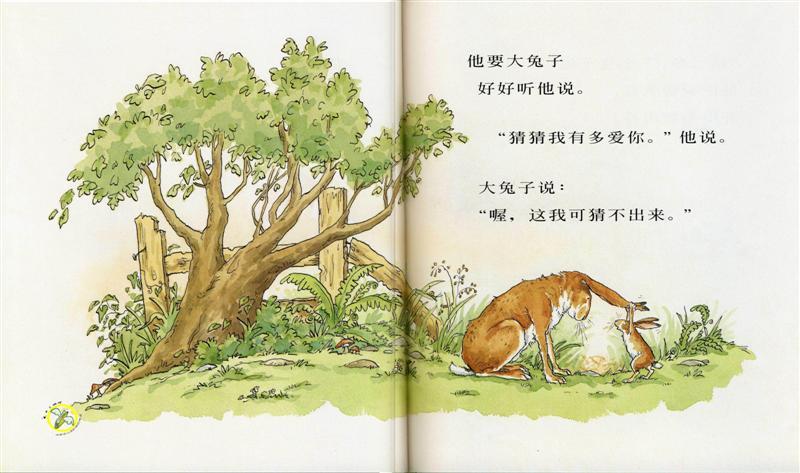 他要大兔子
好好听他说。
“猜猜我有多爱你。”他说。
大兔子说：
“喔，这我可猜不出来。”